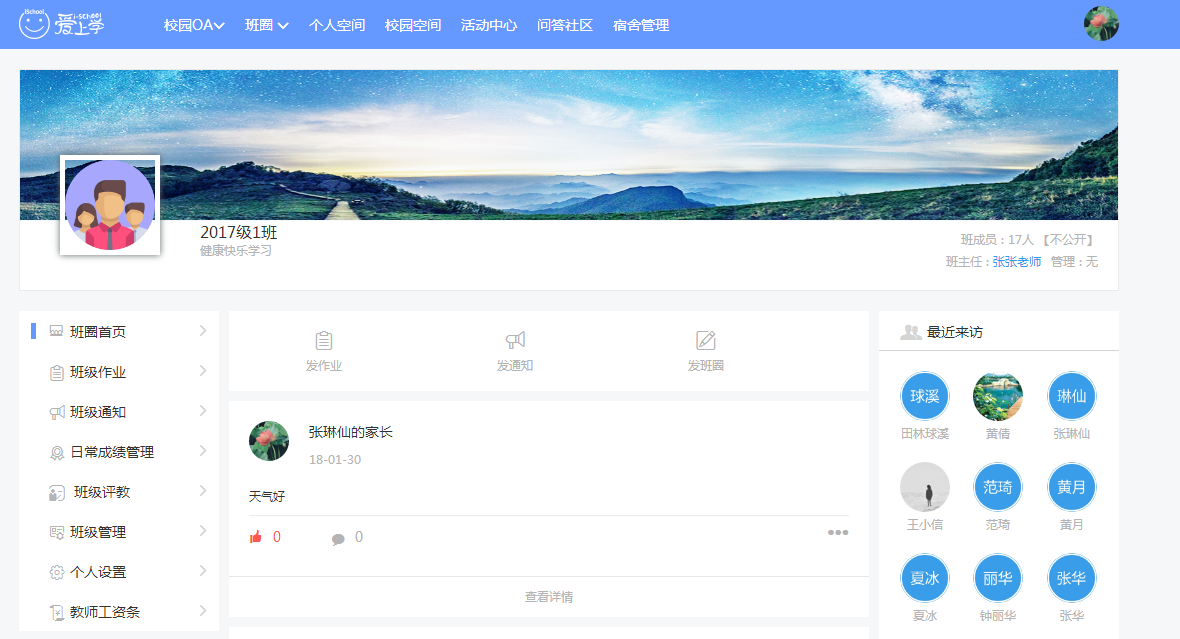 iSchool 爱上学 i-school
校园OA 班圈 个人空间 校园空间 活动中心 问答社区 宿舍管理
2017级1班
健康快乐学习
班成员：17人 【不公开】
班主任：张张老师 管理：无
班圈首页
班级作业
班级通知
日常成绩管理
班级评教
班级管理
个人设置
教师工资条
发作业 发通知 发班圈
张琳仙的家长
18-01-30
天气好
0 0
查看详情
最近来访
球溪 琳仙
田林球溪 黄倩 张琳仙
范琦 黄月
王小信 范琦 黄月
夏冰 丽华 张华
夏冰 钟丽华 张华